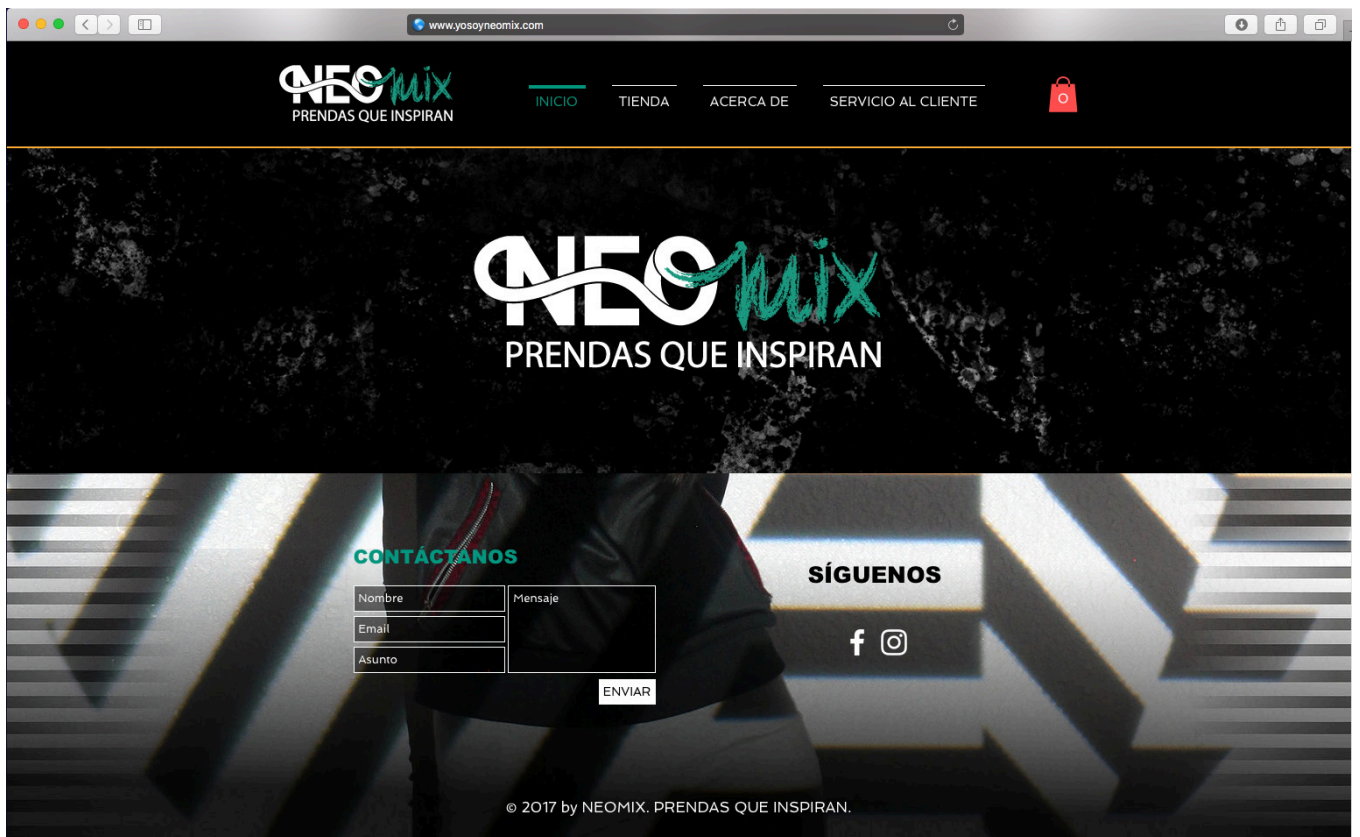 www.yosoyneomix.com
NEOmix
PRENDAS QUE INSPIRAN
INICIO TIENDA ACERCA DE SERVICIO AL CLIENTE
0
NEOmix
PRENDAS QUE INSPIRAN
CONTÁCTANOS
Nombre
Email
Asunto
Mensaje
ENVIAR
SÍGUENOS
© 2017 by NEOMIX. PRENDAS QUE INSPIRAN.